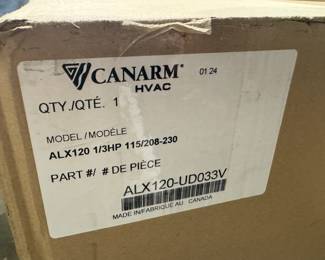 CANARM® 01 24
HVAC
QTY./QTÉ. 1
MODEL/MODÈLE
ALX120 1/3HP 115/208-230
PART #/ # DE PIÈCE
ALX120-UD033V
MADE IN/FABRIQUE AU. CANADA